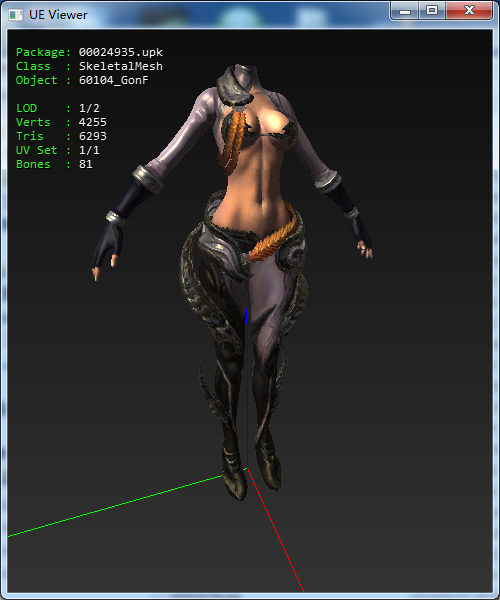 UE Viewer
Package: 00024935.upk
Class  : SkeletalMesh
Object : 60104_GonF
LOD    : 1/2
Verts  : 4255
Tris   : 6293
UV Set : 1/1
Bones  : 81